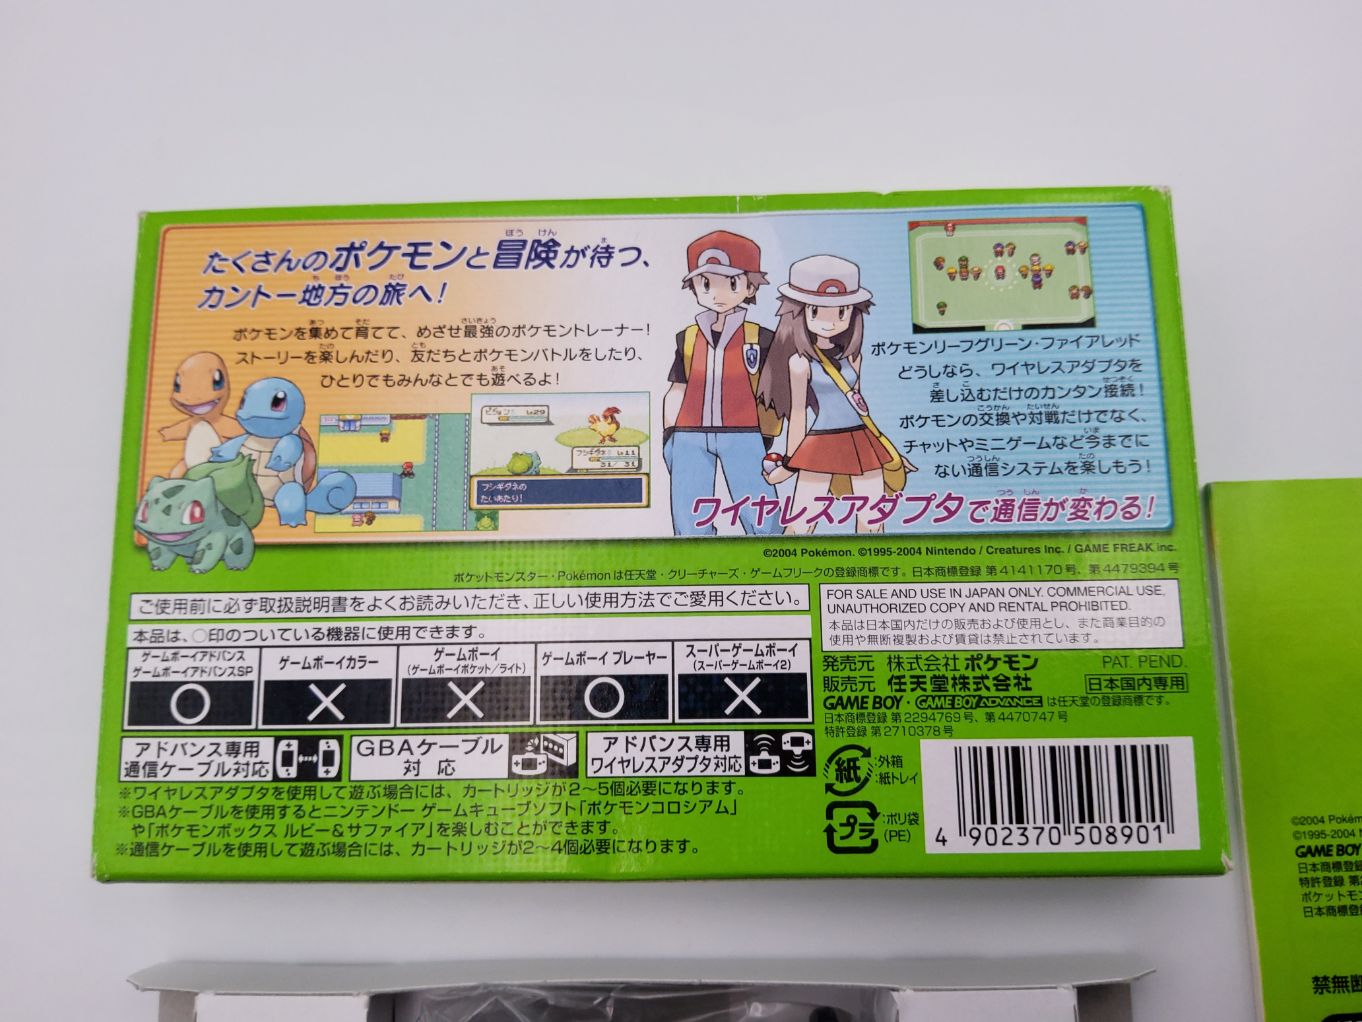 たくさんのポケモンと冒険が待つ、
カントー地方の旅へ!
ポケモンを集めて育てて、めざせ最強のポケモントレーナー!
ストーリーを楽しんだり、友だちとポケモンバトルをしたり、
ひとりでもみんなとでも遊べるよ!
Lv29
フシギダネ Lv11
31/ 31
フシギダネの
たいあたり!
ポケモンリーフグリーン・ファイアレッド
どうしなら、ワイヤレスアダプタを
差し込むだけのカンタン接続!
ポケモンの交換や対戦だけでなく、
チャットやミニゲームなど今までに
ない通信システムを楽しもう!
ワイヤレスアダプタで通信が変わる!
©2004 Pokémon. ©1995-2004 Nintendo / Creatures Inc. / GAME FREAK inc.
ポケットモンスター・Pokémonは任天堂・クリーチャーズ・ゲームフリークの登録商標です。日本商標登録 第4141170号、第4479394号
ご使用前に必ず取扱説明書をよくお読みいただき、正しい使用方法でご愛用ください。
本品は、○印のついている機器に使用できます。
ゲームボーイアドバンス
ゲームボーイアドバンスSP
○
ゲームボーイカラー
×
ゲームボーイ
(ゲームボーイポケット/ライト)
×
ゲームボーイ プレーヤー
○
スーパーゲームボーイ
(スーパーゲームボーイ2)
×
アドバンス専用
通信ケーブル対応
GBAケーブル
対応
アドバンス専用
ワイヤレスアダプタ対応
※ワイヤレスアダプタを使用して遊ぶ場合には、カートリッジが2〜5個必要になります。
※GBAケーブルを使用するとニンテンドー ゲームキューブソフト「ポケモンコロシアム」
や「ポケモンボックス ルビー&サファイア」を楽しむことができます。
※通信ケーブルを使用して遊ぶ場合には、カートリッジが2〜4個必要になります。
FOR SALE AND USE IN JAPAN ONLY. COMMERCIAL USE,
UNAUTHORIZED COPY AND RENTAL PROHIBITED.
本品は日本国内だけの販売および使用とし、また商業目的の
使用や無断複製および賃貸は禁止されています。
発売元 株式会社ポケモン PAT. PEND.
販売元 任天堂株式会社 日本国内専用
GAME BOY・GAME BOY ADVANCE は任天堂の登録商標です。
日本商標登録 第2294769号、第4470747号
特許登録 第2710378号
紙 :外箱
:紙トレイ
プラ :ポリ袋
(PE)
4 902370 508901
©2004 Pokém
©1995-2004
GAME BOY
日本商標登録
特許登録 第
ポケットモ
日本商標登
禁無断